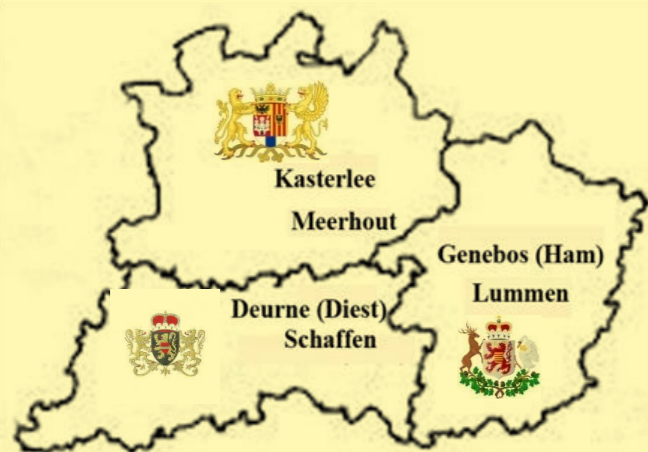 Kasterlee
Meerhout
Genebos (Ham)
Lummen
Deurne (Diest)
Schaffen